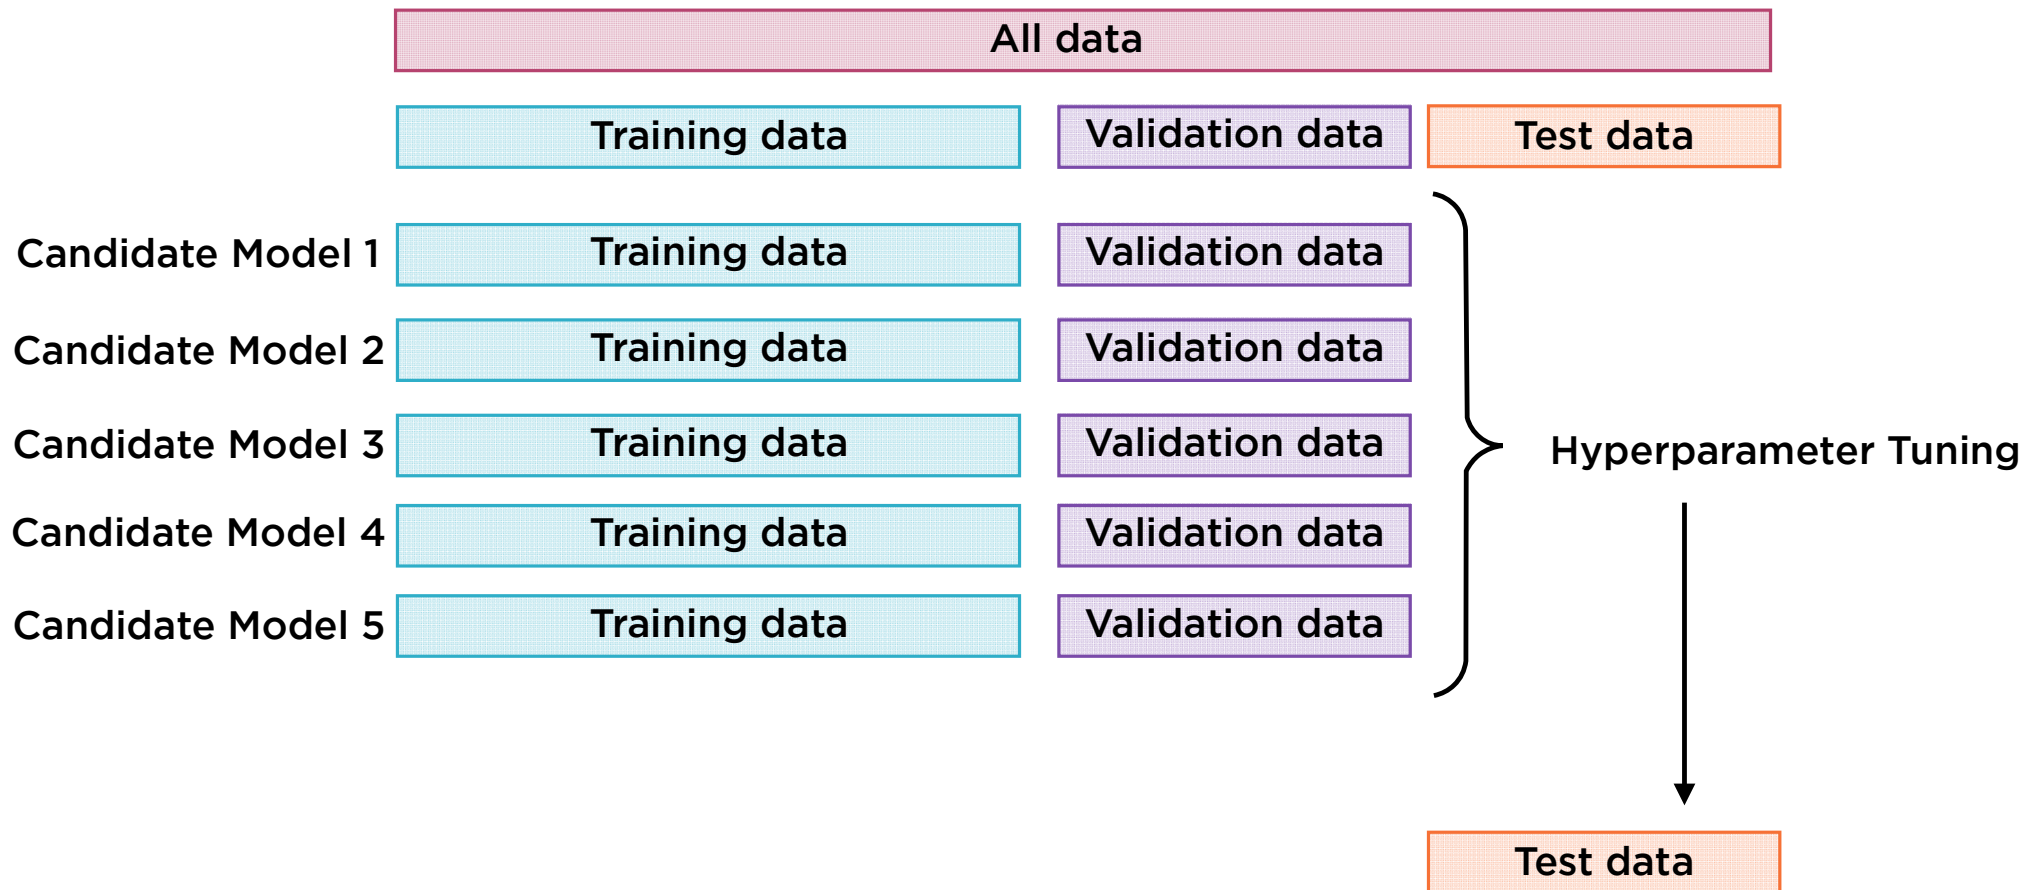 All data
Training data Validation data Test data
Candidate Model 1 Training data Validation data
Candidate Model 2 Training data Validation data
Candidate Model 3 Training data Validation data
Hyperparameter Tuning
Candidate Model 4 Training data Validation data
Candidate Model 5 Training data Validation data
Test data